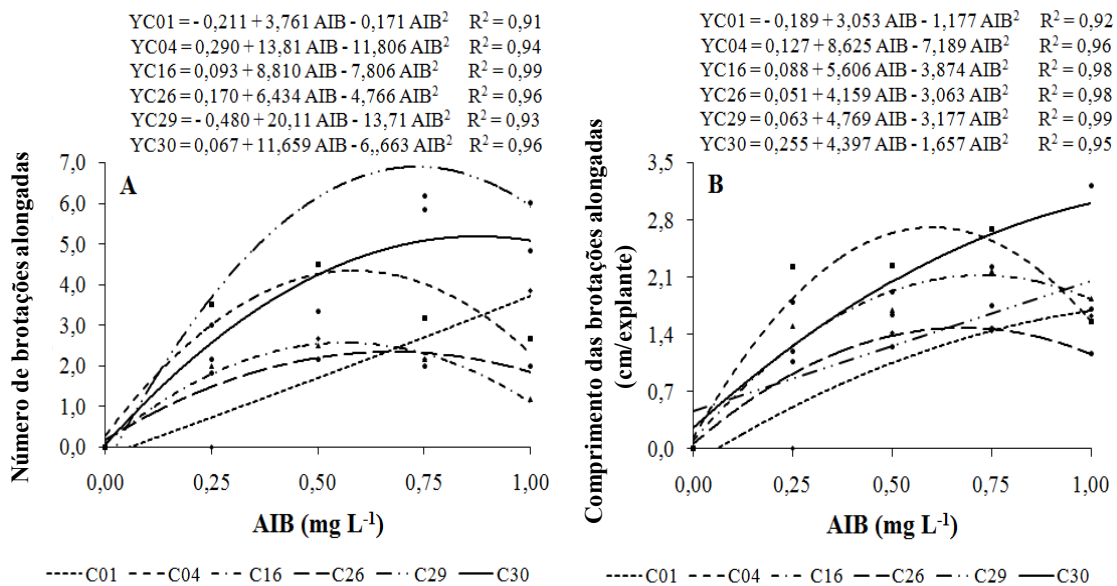 YC01 = - 0,211 + 3,761 AIB - 0,171 AIB² R² = 0,91
YC04 = 0,290 + 13,81 AIB - 11,806 AIB² R² = 0,94
YC16 = 0,093 + 8,810 AIB - 7,806 AIB² R² = 0,99
YC26 = 0,170 + 6,434 AIB - 4,766 AIB² R² = 0,96
YC29 = - 0,480 + 20,11 AIB - 13,71 AIB² R² = 0,93
YC30 = 0,067 + 11,659 AIB - 6,,663 AIB² R² = 0,96
A
Número de brotações alongadas
7,0
6,0
5,0
4,0
3,0
2,0
1,0
0,0
0,00 0,25 0,50 0,75 1,00
AIB (mg L⁻¹)
C01 C04 C16 C26 C29 C30
YC01 = - 0,189 + 3,053 AIB - 1,177 AIB² R² = 0,92
YC04 = 0,127 + 8,625 AIB - 7,189 AIB² R² = 0,96
YC16 = 0,088 + 5,606 AIB - 3,874 AIB² R² = 0,98
YC26 = 0,051 + 4,159 AIB - 3,063 AIB² R² = 0,98
YC29 = 0,063 + 4,769 AIB - 3,177 AIB² R² = 0,99
YC30 = 0,255 + 4,397 AIB - 1,657 AIB² R² = 0,95
B
Comprimento das brotações alongadas
(cm/explante)
3,5
2,8
2,1
1,4
0,7
0,0
0,00 0,25 0,50 0,75 1,00
AIB (mg L⁻¹)
C01 C04 C16 C26 C29 C30